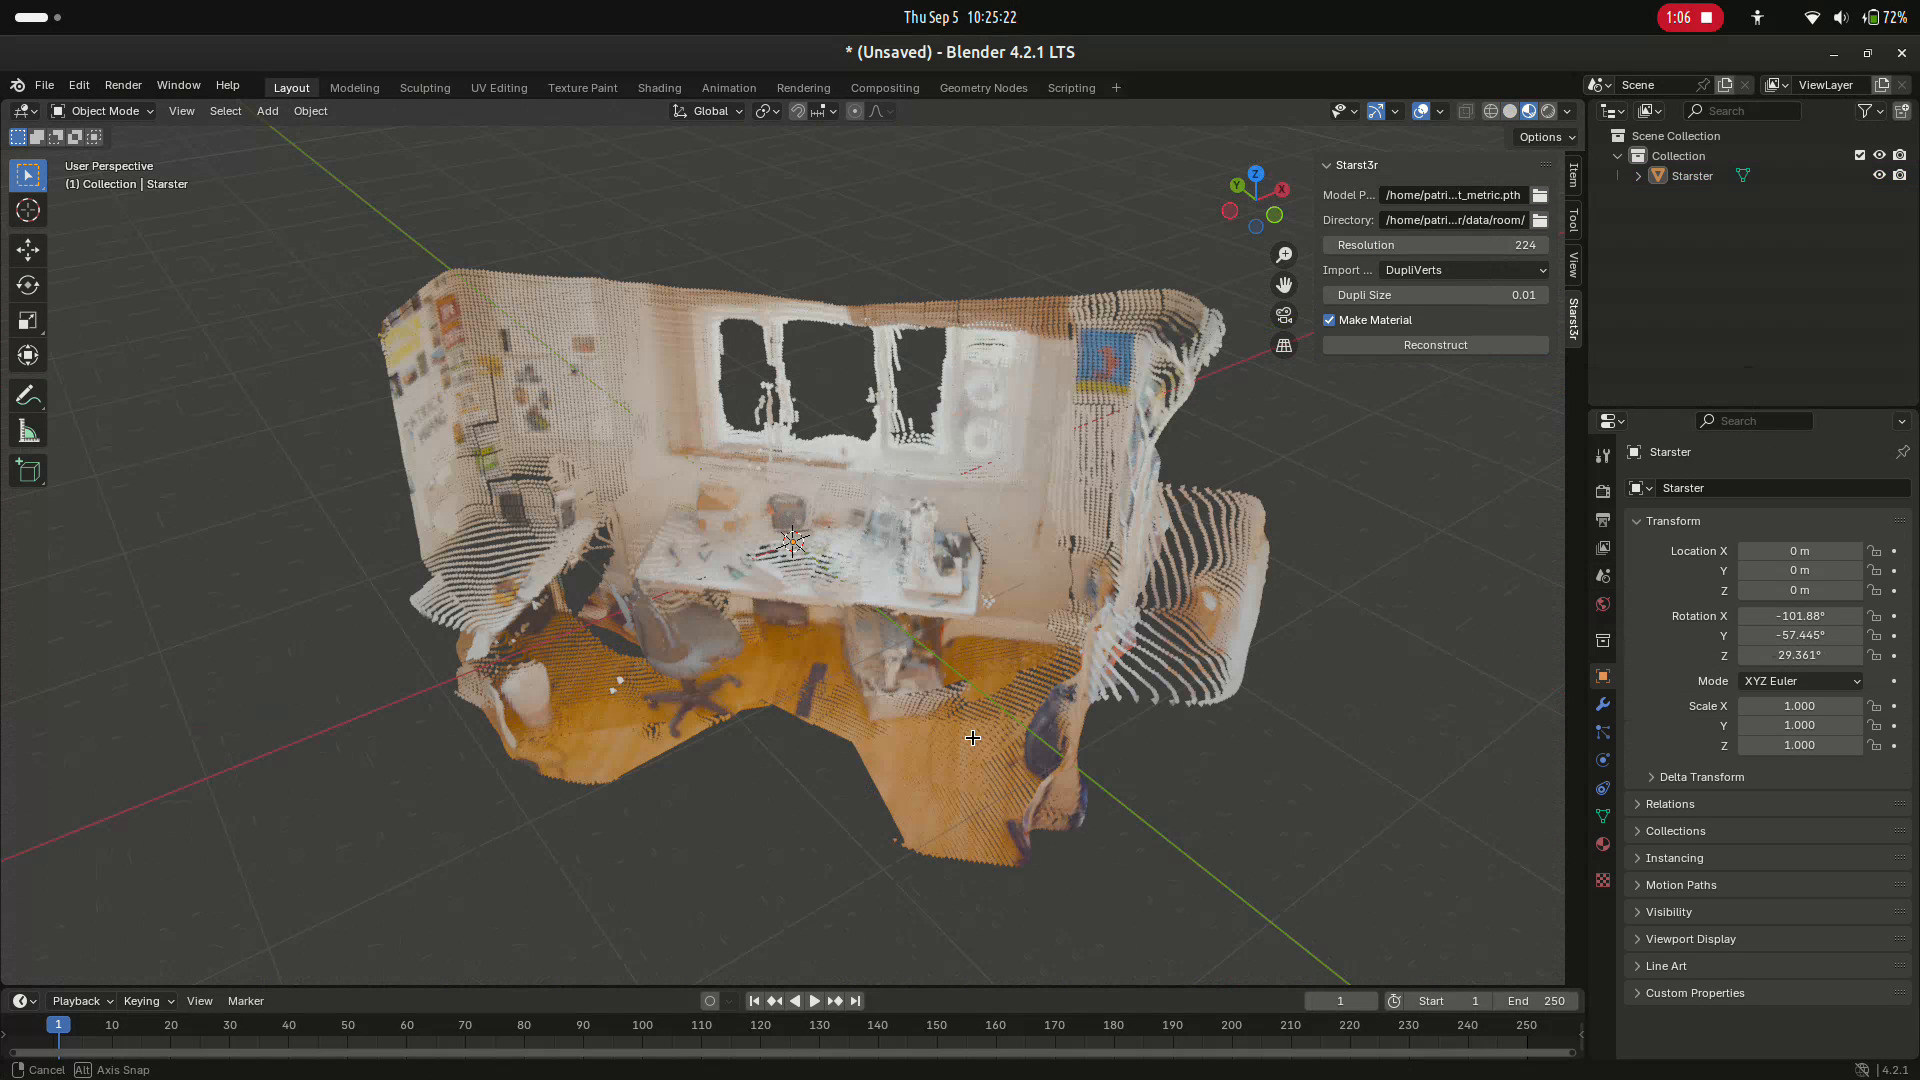 Thu Sep 5 10:25:22
1:06
72%
* (Unsaved) - Blender 4.2.1 LTS
File Edit Render Window Help
Layout Modeling Sculpting UV Editing Texture Paint Shading Animation Rendering Compositing Geometry Nodes Scripting +
Scene
ViewLayer
Object Mode View Select Add Object
Global
Search
Options
User Perspective
(1) Collection | Starster
Z
Y
X
Starst3r
Model P... /home/patri...t_metric.pth
Directory: /home/patri...r/data/room/
Resolution 224
Import ... DupliVerts
Dupli Size 0.01
Make Material
Reconstruct
Item
Tool
View
Starst3r
Scene Collection
Collection
Starster
Search
Starster
Starster
Transform
Location X 0 m
Y 0 m
Z 0 m
Rotation X -101.88°
Y -57.445°
Z 29.361°
Mode XYZ Euler
Scale X 1.000
Y 1.000
Z 1.000
Delta Transform
Relations
Collections
Instancing
Motion Paths
Visibility
Viewport Display
Line Art
Custom Properties
Playback Keying View Marker
1
Start 1
End 250
1 10 20 30 40 50 60 70 80 90 100 110 120 130 140 150 160 170 180 190 200 210 220 230 240 250
Cancel Alt Axis Snap
4.2.1